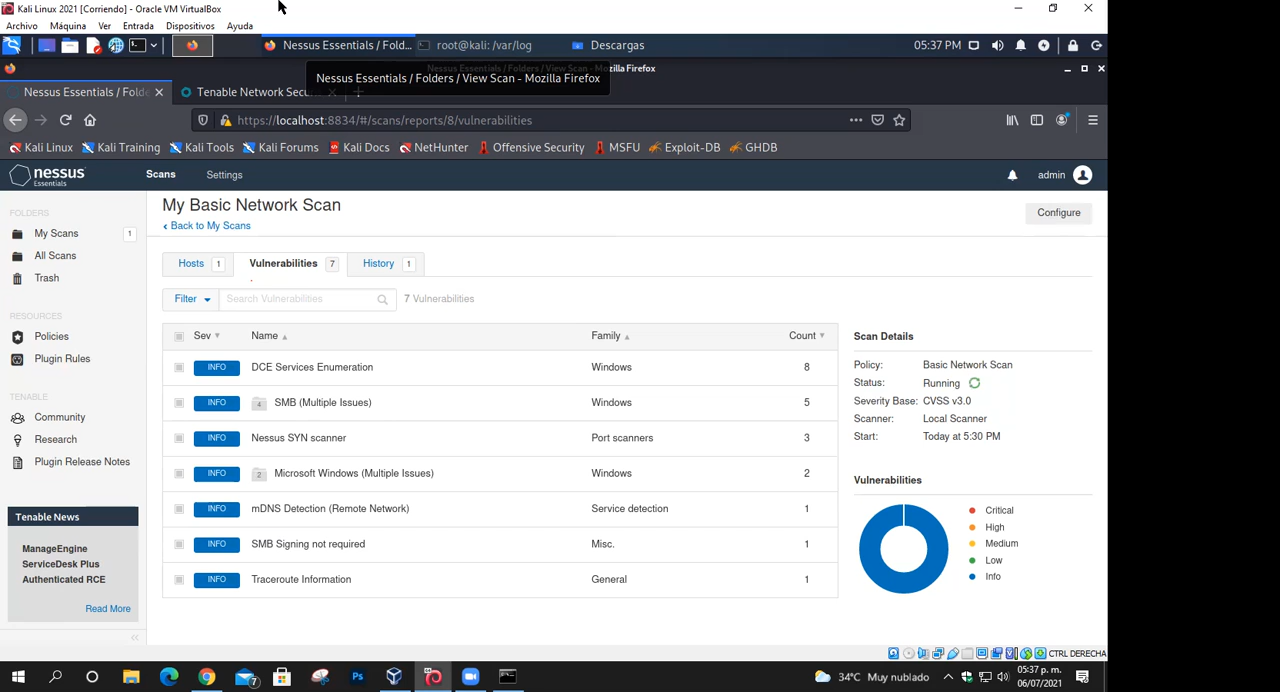 Kali Linux 2021 [Corriendo] - Oracle VM VirtualBox
Archivo Máquina Ver Entrada Dispositivos Ayuda
Nessus Essentials / Fold... root@kali: /var/log Descargas 05:37 PM
Nessus Essentials / Folders / View Scan - Mozilla Firefox
Nessus Essentials / Folde Tenable Network Secu
https://localhost:8834/#/scans/reports/8/vulnerabilities
Kali Linux Kali Training Kali Tools Kali Forums Kali Docs NetHunter Offensive Security MSFU Exploit-DB GHDB
nessus Essentials Scans Settings admin
FOLDERS
My Scans 1
All Scans
Trash
RESOURCES
Policies
Plugin Rules
TENABLE
Community
Research
Plugin Release Notes
Tenable News
ManageEngine
ServiceDesk Plus
Authenticated RCE
Read More
My Basic Network Scan
Configure
Back to My Scans
Hosts 1 Vulnerabilities 7 History 1
Filter Search Vulnerabilities 7 Vulnerabilities
Sev Name Family Count
INFO DCE Services Enumeration Windows 8
INFO 4 SMB (Multiple Issues) Windows 5
INFO Nessus SYN scanner Port scanners 3
INFO 2 Microsoft Windows (Multiple Issues) Windows 2
INFO mDNS Detection (Remote Network) Service detection 1
INFO SMB Signing not required Misc. 1
INFO Traceroute Information General 1
Scan Details
Policy: Basic Network Scan
Status: Running
Severity Base: CVSS v3.0
Scanner: Local Scanner
Start: Today at 5:30 PM
Vulnerabilities
Critical
High
Medium
Low
Info
CTRL DERECHA
7 Ps 34°C Muy nublado 05:37 p. m.
06/07/2021